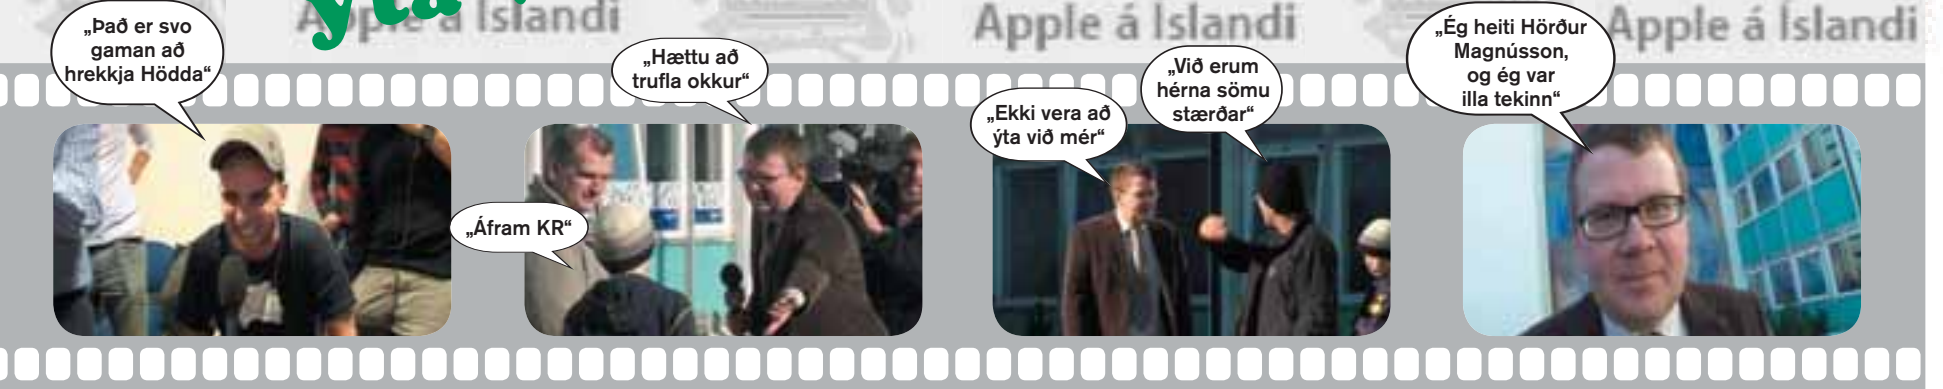 ýta
Apple á Íslandi
Apple á Íslandi
Apple á Íslandi
„Það er svo
gaman að
hrekkja Hödda“
„Hættu að
trufla okkur“
„Áfram KR“
„Ekki vera að
ýta við mér“
„Við erum
hérna sömu
stærðar“
„Ég heiti Hörður
Magnússon,
og ég var
illa tekinn“